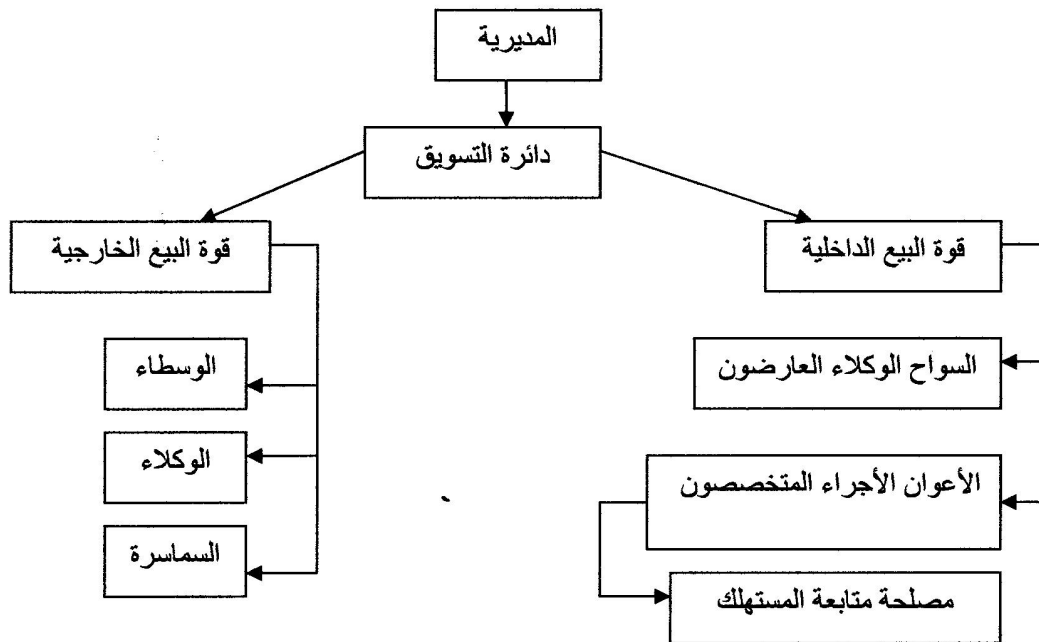 المديرية
دائرة التسويق
قوة البيع الداخلية
قوة البيع الخارجية
السواح الوكلاء العارضون
الوسطاء
الأعوان الأجراء المتخصصون
الوكلاء
السماسرة
مصلحة متابعة المستهلك